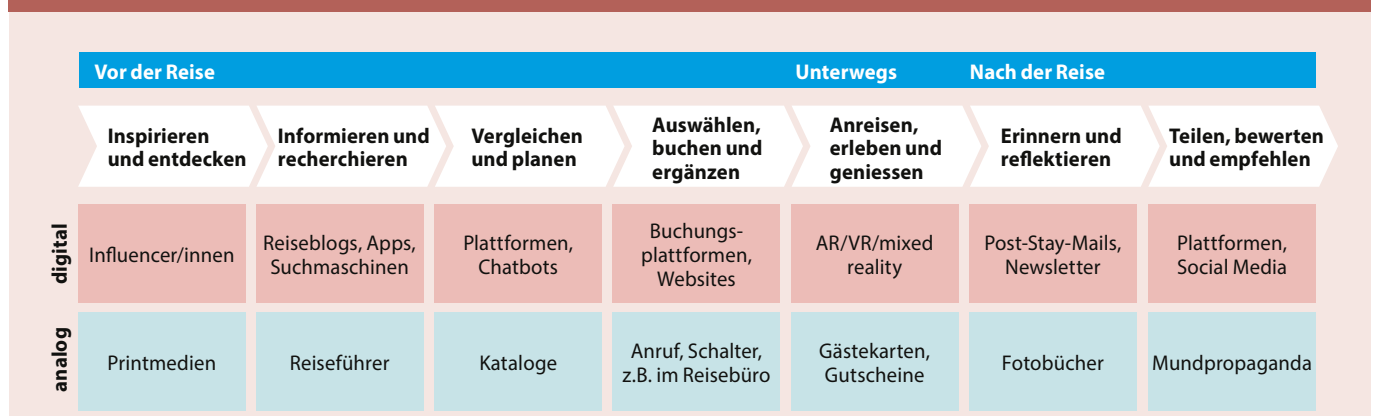 Vor der Reise
Unterwegs
Nach der Reise
Inspirieren
und entdecken
Informieren und
recherchieren
Vergleichen
und planen
Auswählen,
buchen und
ergänzen
Anreisen,
erleben und
geniessen
Erinnern und
reflektieren
Teilen, bewerten
und empfehlen
digital
Influencer/innen
Reiseblogs, Apps,
Suchmaschinen
Plattformen,
Chatbots
Buchungs-
plattformen,
Websites
AR/VR/mixed
reality
Post-Stay-Mails,
Newsletter
Plattformen,
Social Media
analog
Printmedien
Reiseführer
Kataloge
Anruf, Schalter,
z.B. im Reisebüro
Gästekarten,
Gutscheine
Fotobücher
Mundpropaganda